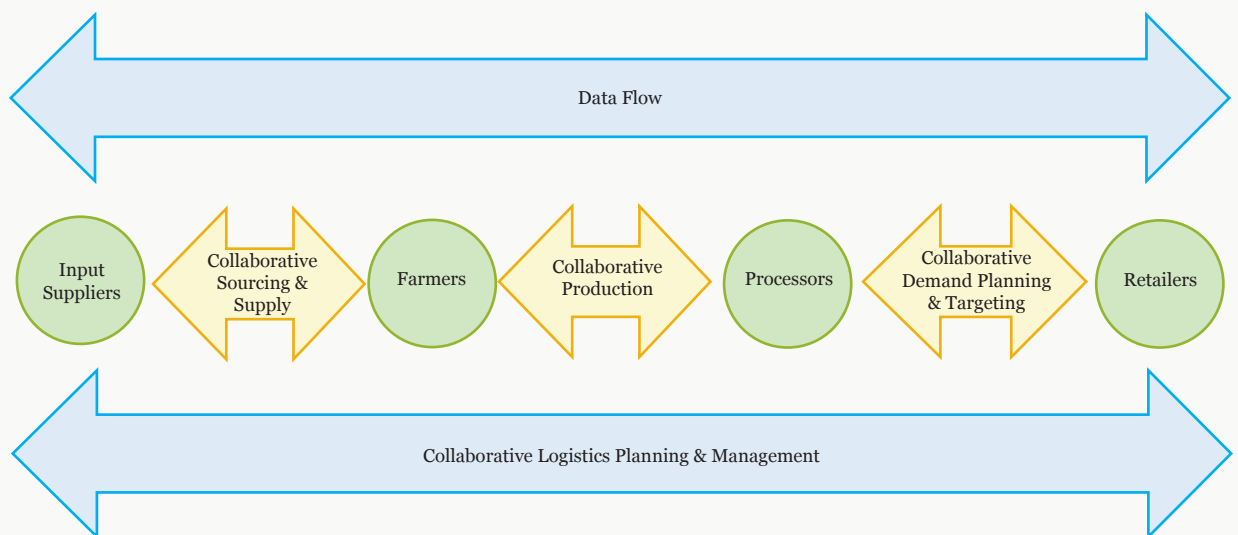 Data Flow
Input
Suppliers
Collaborative
Sourcing &
Supply
Farmers
Collaborative
Production
Processors
Collaborative
Demand Planning
& Targeting
Retailers
Collaborative Logistics Planning & Management